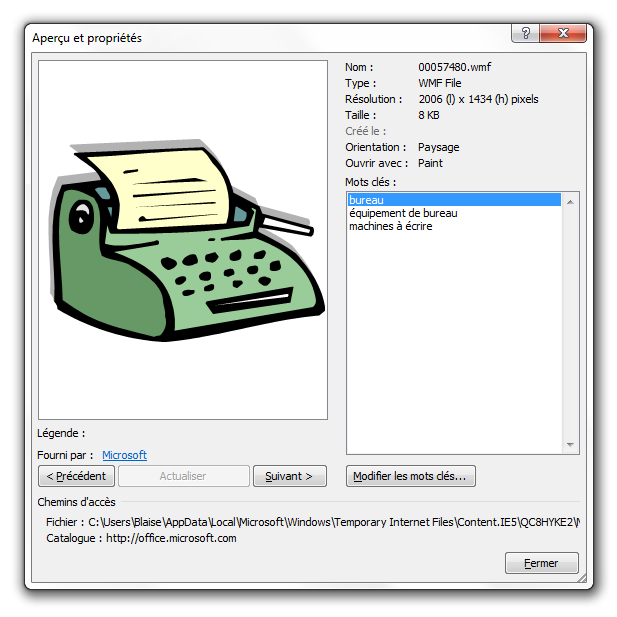 Aperçu et propriétés
Nom : 00057480.wmf
Type : WMF File
Résolution : 2006 (l) x 1434 (h) pixels
Taille : 8 KB
Créé le :
Orientation : Paysage
Ouvrir avec : Paint
Mots clés :
bureau
équipement de bureau
machines à écrire
Légende :
Fourni par : Microsoft
< Précédent Actualiser Suivant > Modifier les mots clés...
Chemins d'accès
Fichier : C:\Users\Blaise\AppData\Local\Microsoft\Windows\Temporary Internet Files\Content.IE5\QC8HYKE2\
Catalogue : http://office.microsoft.com
Fermer